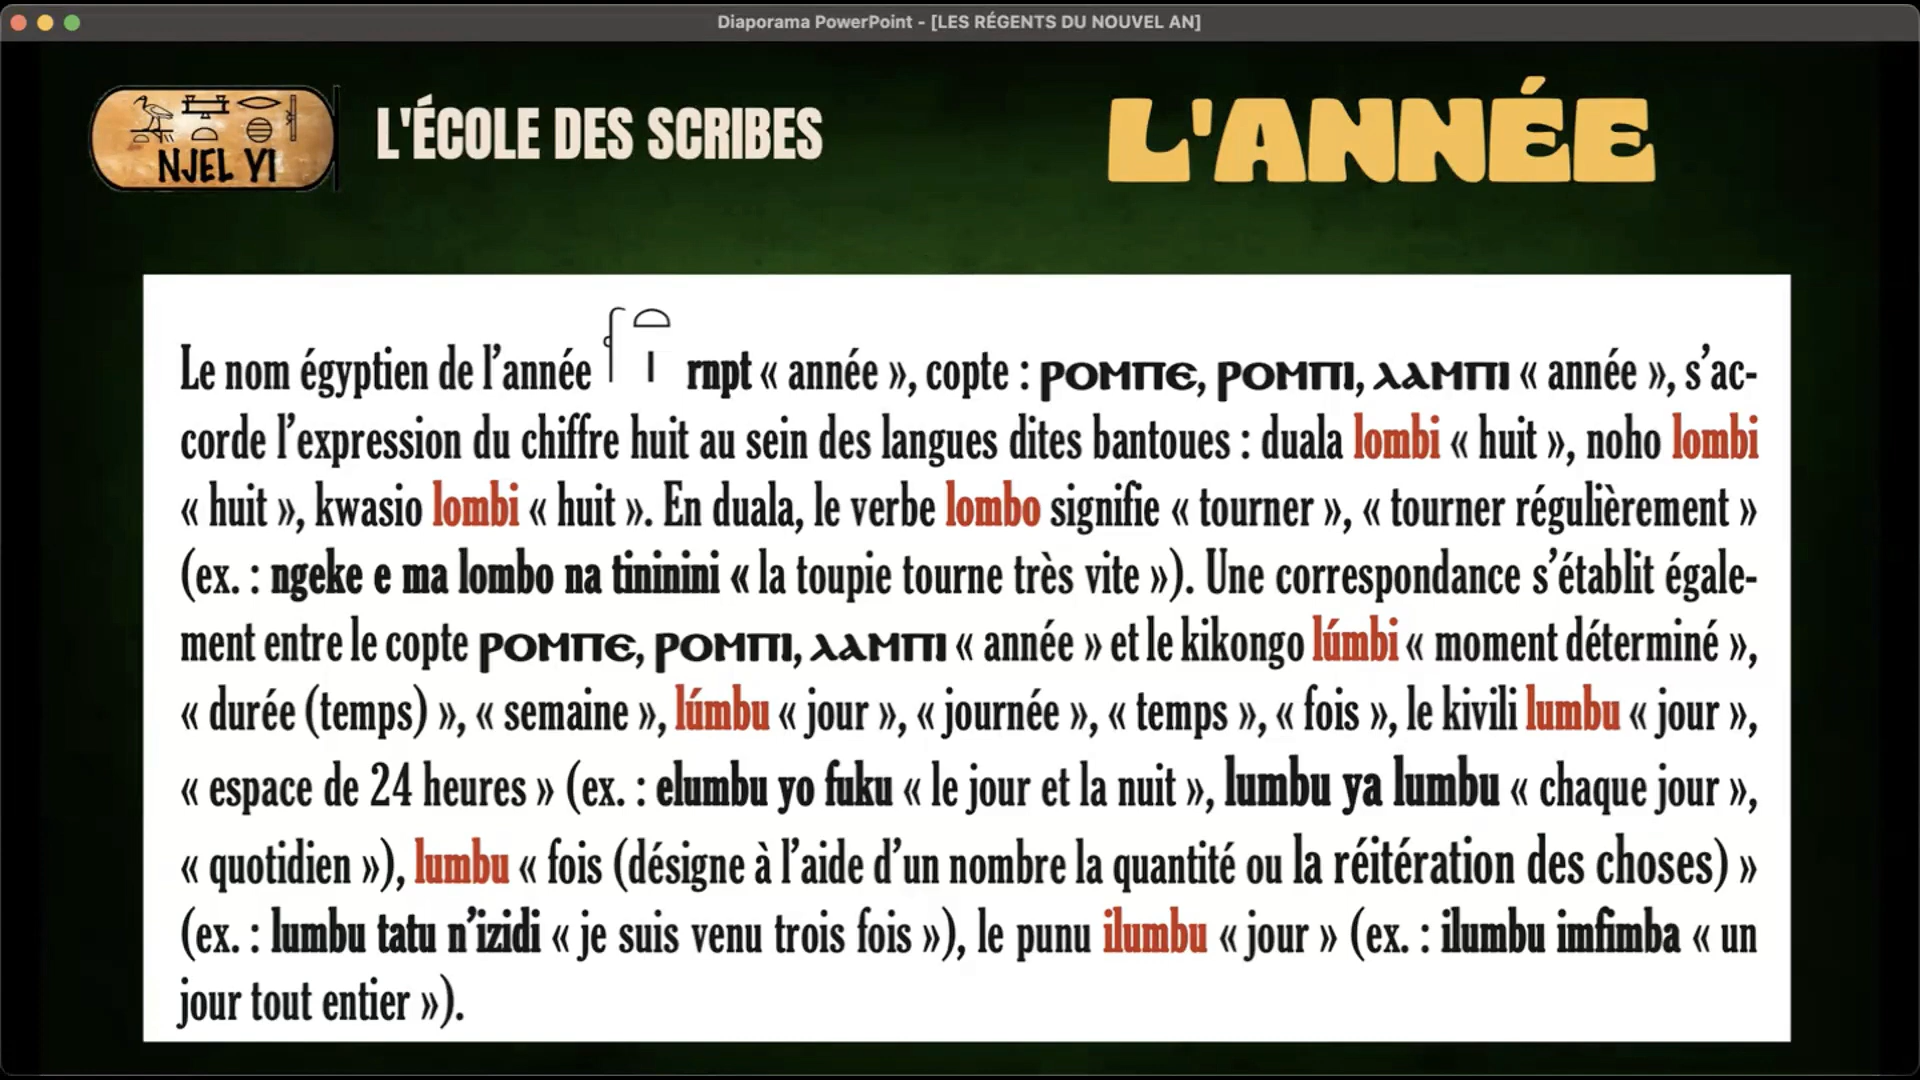 Diaporama PowerPoint - [LES RÉGENTS DU NOUVEL AN]
NJEL YI
L'ÉCOLE DES SCRIBES
L'ANNÉE
Le nom égyptien de l’année rnpt « année », copte : ⲣⲟⲙⲡⲉ, ⲣⲟⲙⲡⲓ, ⲗⲁⲙⲡⲓ « année », s’ac-
corde l’expression du chiffre huit au sein des langues dites bantoues : duala lombi « huit », noho lombi
« huit », kwasio lombi « huit ». En duala, le verbe lombo signifie « tourner », « tourner régulièrement »
(ex. : ngeke e ma lombo na tininini « la toupie tourne très vite »). Une correspondance s’établit égale-
ment entre le copte ⲣⲟⲙⲡⲉ, ⲣⲟⲙⲡⲓ, ⲗⲁⲙⲡⲓ « année » et le kikongo lúmbi « moment déterminé »,
« durée (temps) », « semaine », lúmbu « jour », « journée », « temps », « fois », le kivili lumbu « jour »,
« espace de 24 heures » (ex. : elumbu yo fuku « le jour et la nuit », lumbu ya lumbu « chaque jour »,
« quotidien »), lumbu « fois (désigne à l’aide d’un nombre la quantité ou la réitération des choses) »
(ex. : lumbu tatu n’izidi « je suis venu trois fois »), le punu ilumbu « jour » (ex. : ilumbu imfimba « un
jour tout entier »).